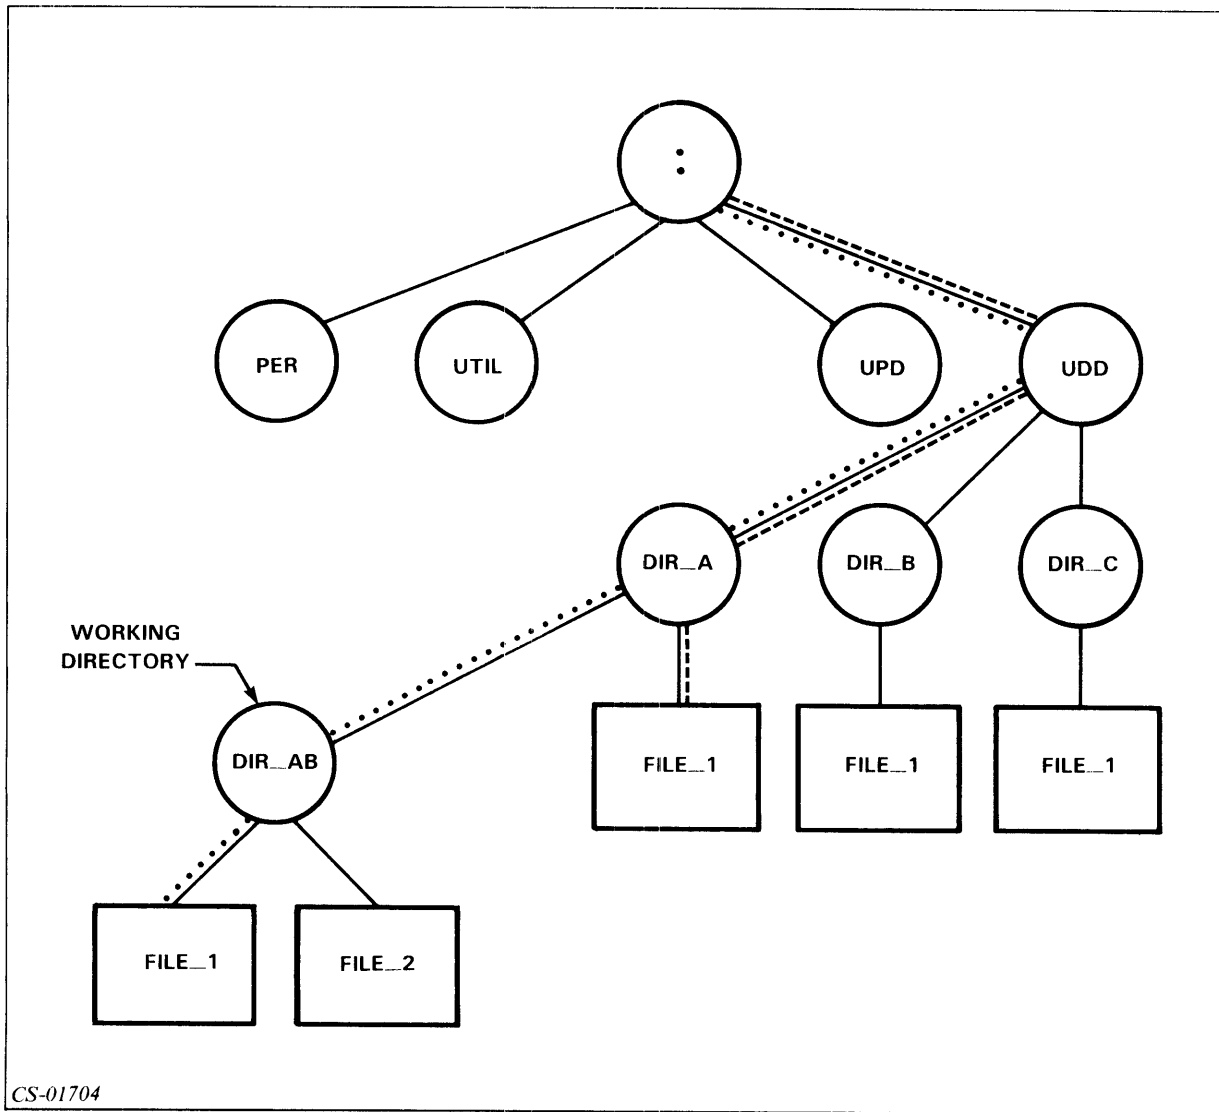 :
PER
UTIL
UPD
UDD
DIR_A
DIR_B
DIR_C
WORKING
DIRECTORY
DIR_AB
FILE_1
FILE_1
FILE_1
FILE_1
FILE_2
CS-01704